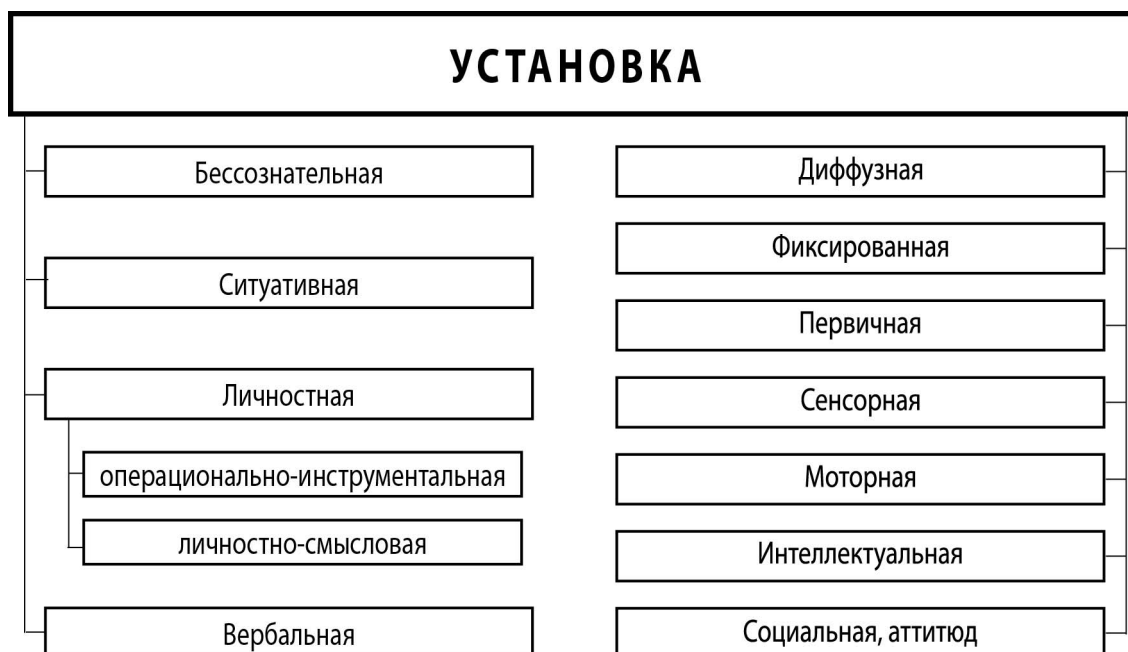 УСТАНОВКА
Бессознательная
Ситуативная
Личностная
операционально-инструментальная
личностно-смысловая
Вербальная
Диффузная
Фиксированная
Первичная
Сенсорная
Моторная
Интеллектуальная
Социальная, аттитюд